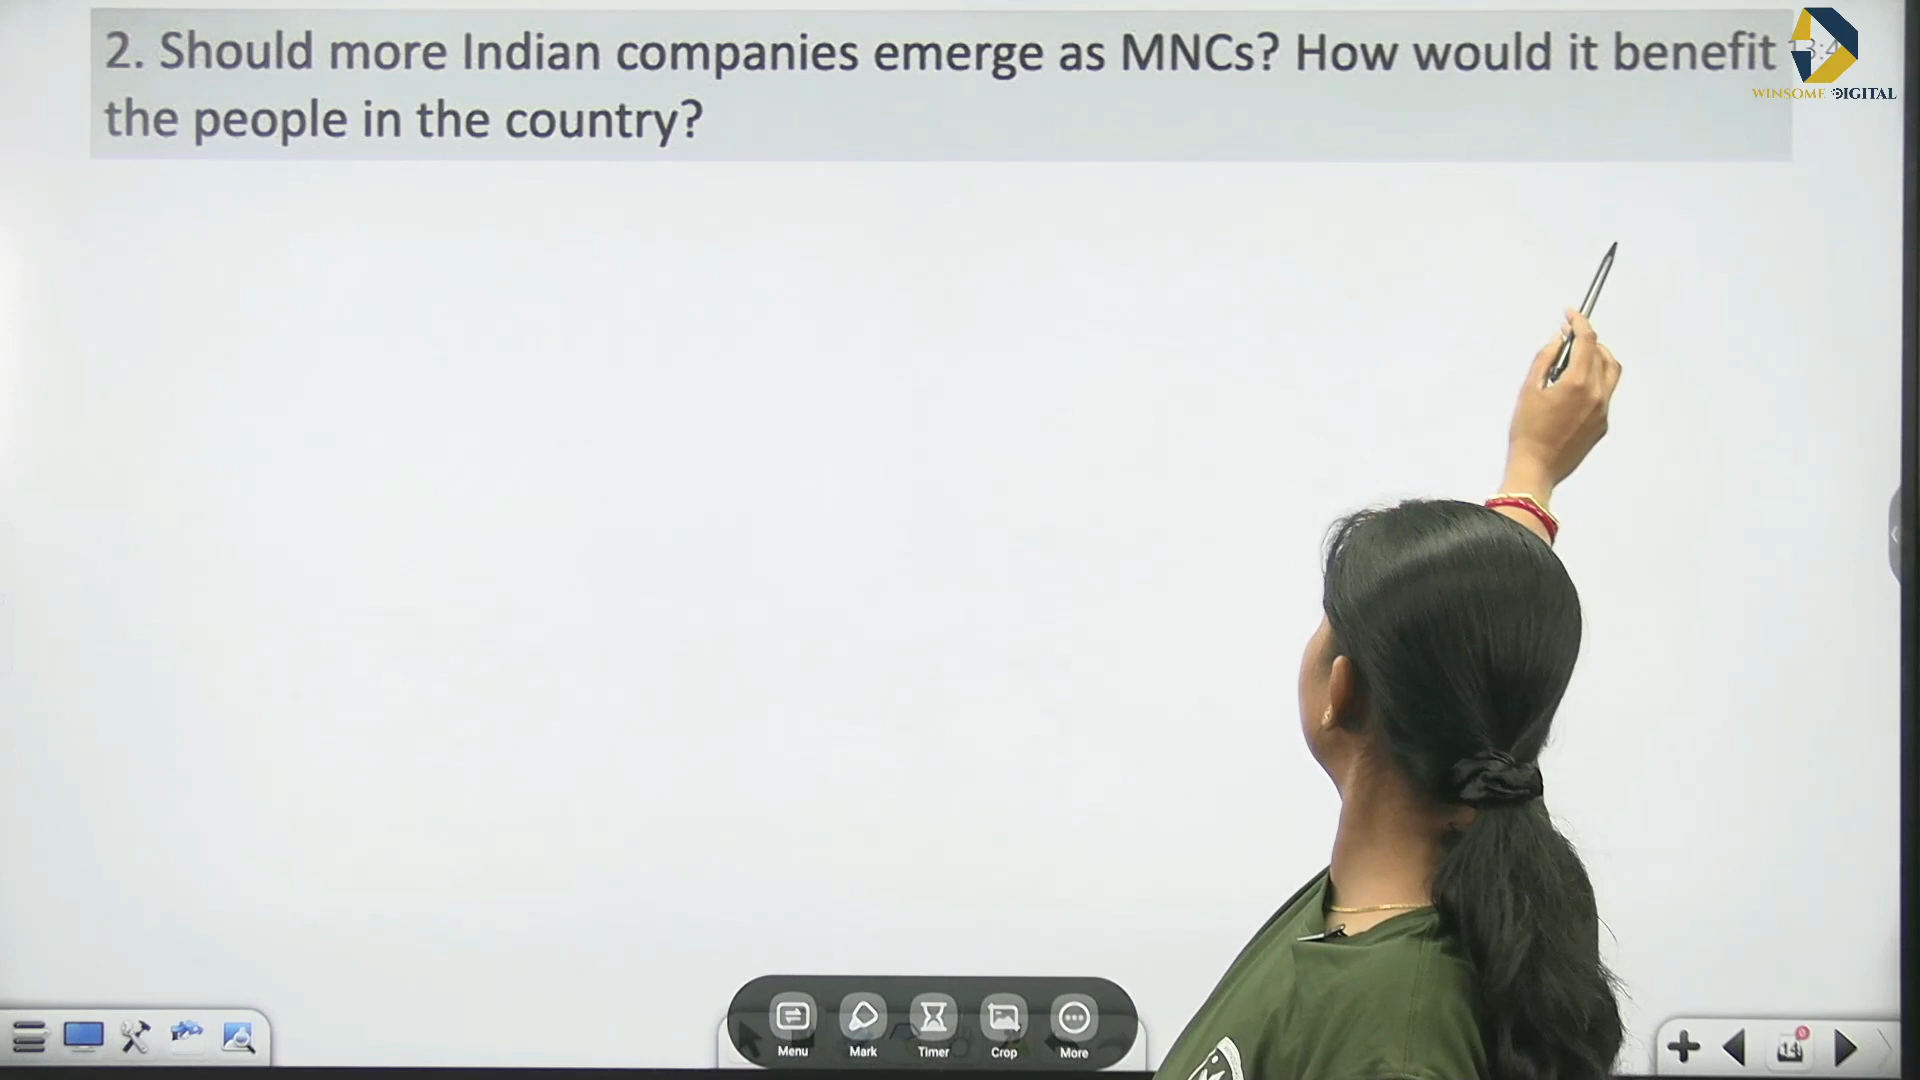 2. Should more Indian companies emerge as MNCs? How would it benefit
the people in the country?
WINSOME DIGITAL
Menu
Mark
Timer
Crop
More
14